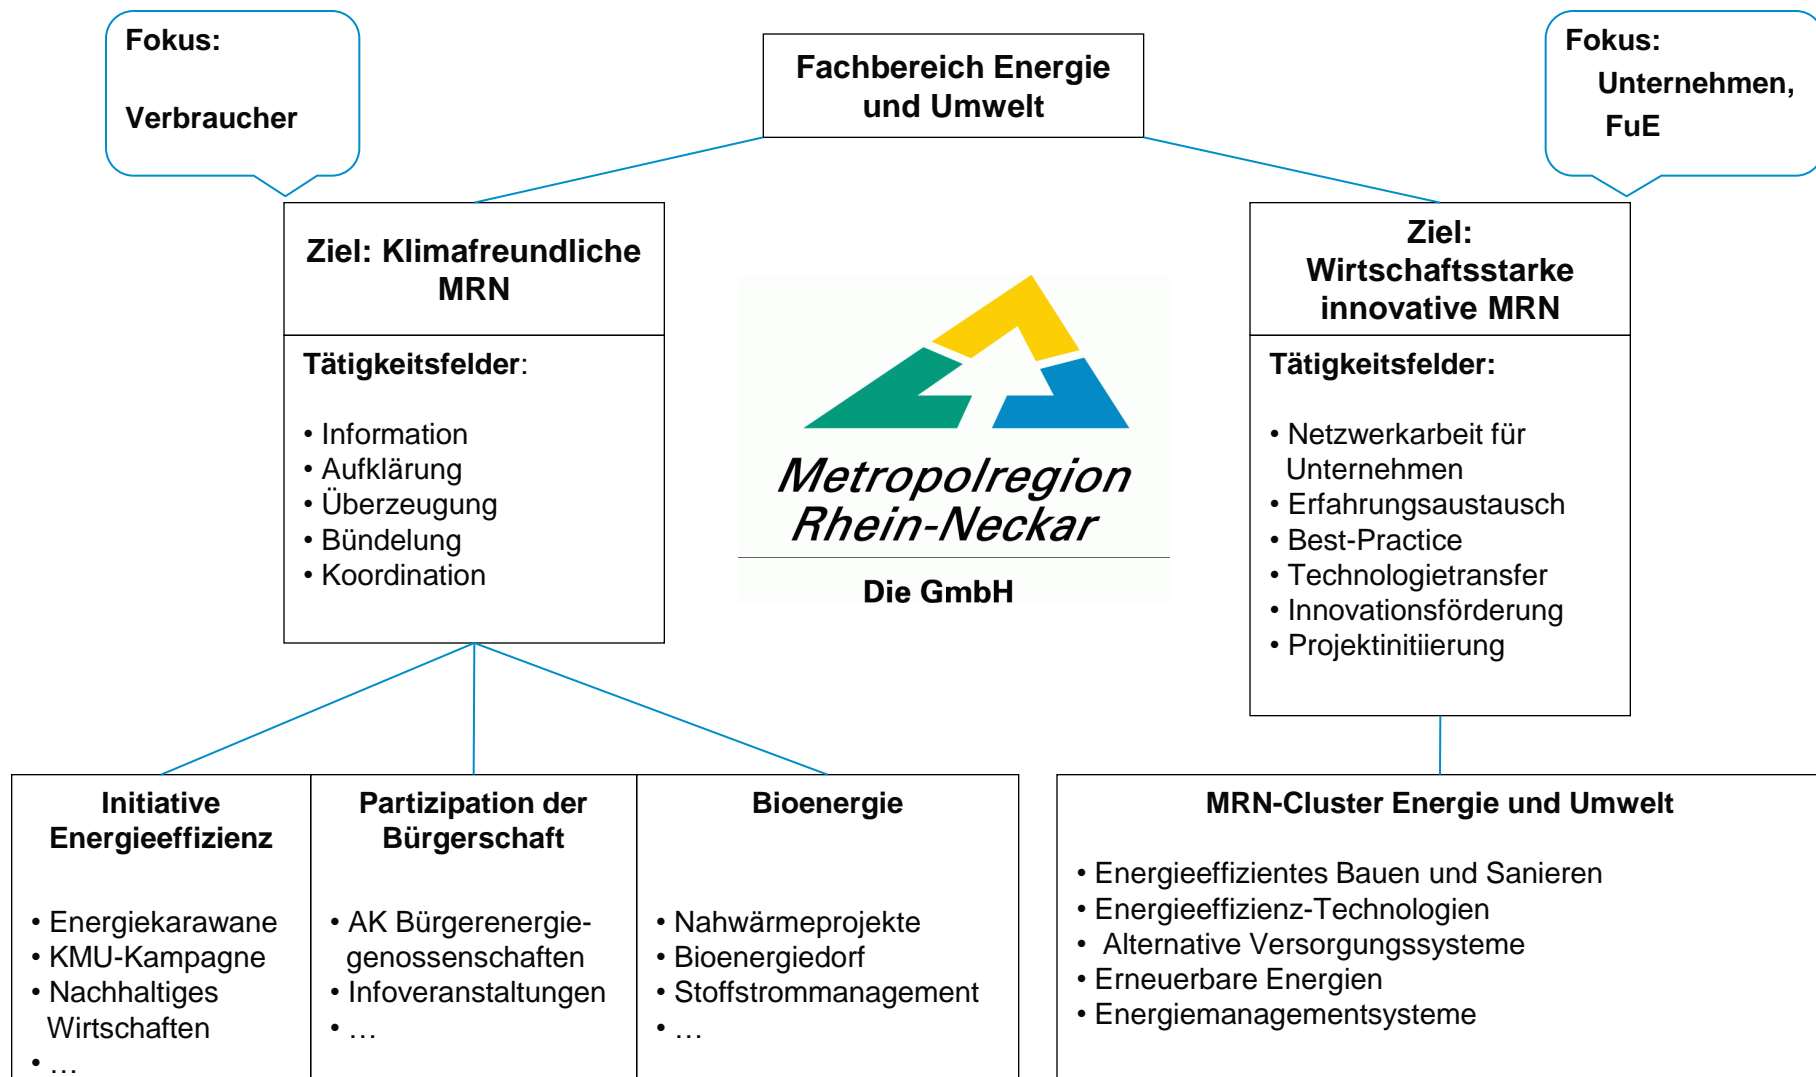 Fokus:
Verbraucher
Fachbereich Energie
und Umwelt
Fokus:
Unternehmen,
FuE
Ziel: Klimafreundliche
MRN
Tätigkeitsfelder:
• Information
• Aufklärung
• Überzeugung
• Bündelung
• Koordination
Metropolregion
Rhein-Neckar
Die GmbH
Ziel:
Wirtschaftsstarke
innovative MRN
Tätigkeitsfelder:
• Netzwerkarbeit für
Unternehmen
• Erfahrungsaustausch
• Best-Practice
• Technologietransfer
• Innovationsförderung
• Projektinitiierung
Initiative
Energieeffizienz
• Energiekarawane
• KMU-Kampagne
• Nachhaltiges
Wirtschaften
• …
Partizipation der
Bürgerschaft
• AK Bürgerenergie-
genossenschaften
• Infoveranstaltungen
• …
Bioenergie
• Nahwärmeprojekte
• Bioenergiedorf
• Stoffstrommanagement
• …
MRN-Cluster Energie und Umwelt
• Energieeffizientes Bauen und Sanieren
• Energieeffizienz-Technologien
• Alternative Versorgungssysteme
• Erneuerbare Energien
• Energiemanagementsysteme